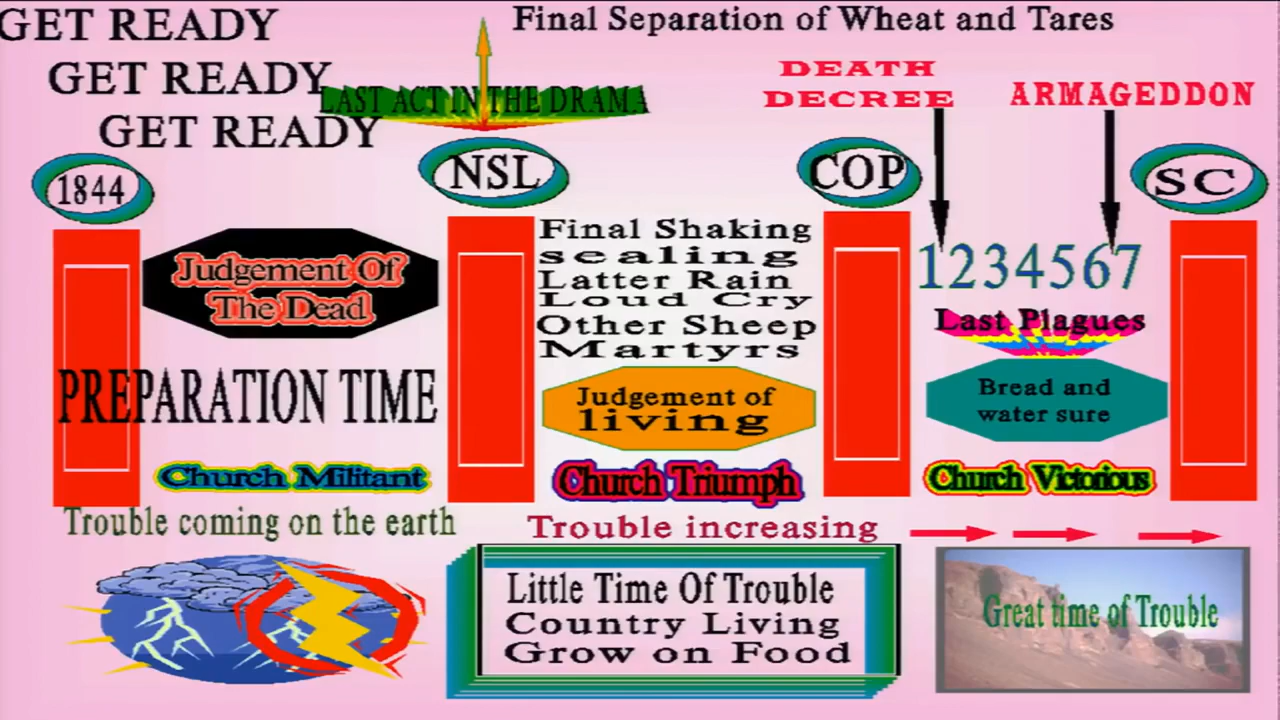 GET READY
GET READY
GET READY
LAST ACT IN THE DRAMA
Final Separation of Wheat and Tares
DEATH
DECREE
ARMAGEDDON
1844
NSL
COP
SC
Judgement Of
The Dead
PREPARATION TIME
Church Militant
Final Shaking
sealing
Latter Rain
Loud Cry
Other Sheep
Martyrs
Judgement of
living
Church Triumph
1234567
Last Plagues
Bread and
water sure
Church Victorious
Trouble coming on the earth
Trouble increasing
Little Time Of Trouble
Country Living
Grow on Food
Great time of Trouble